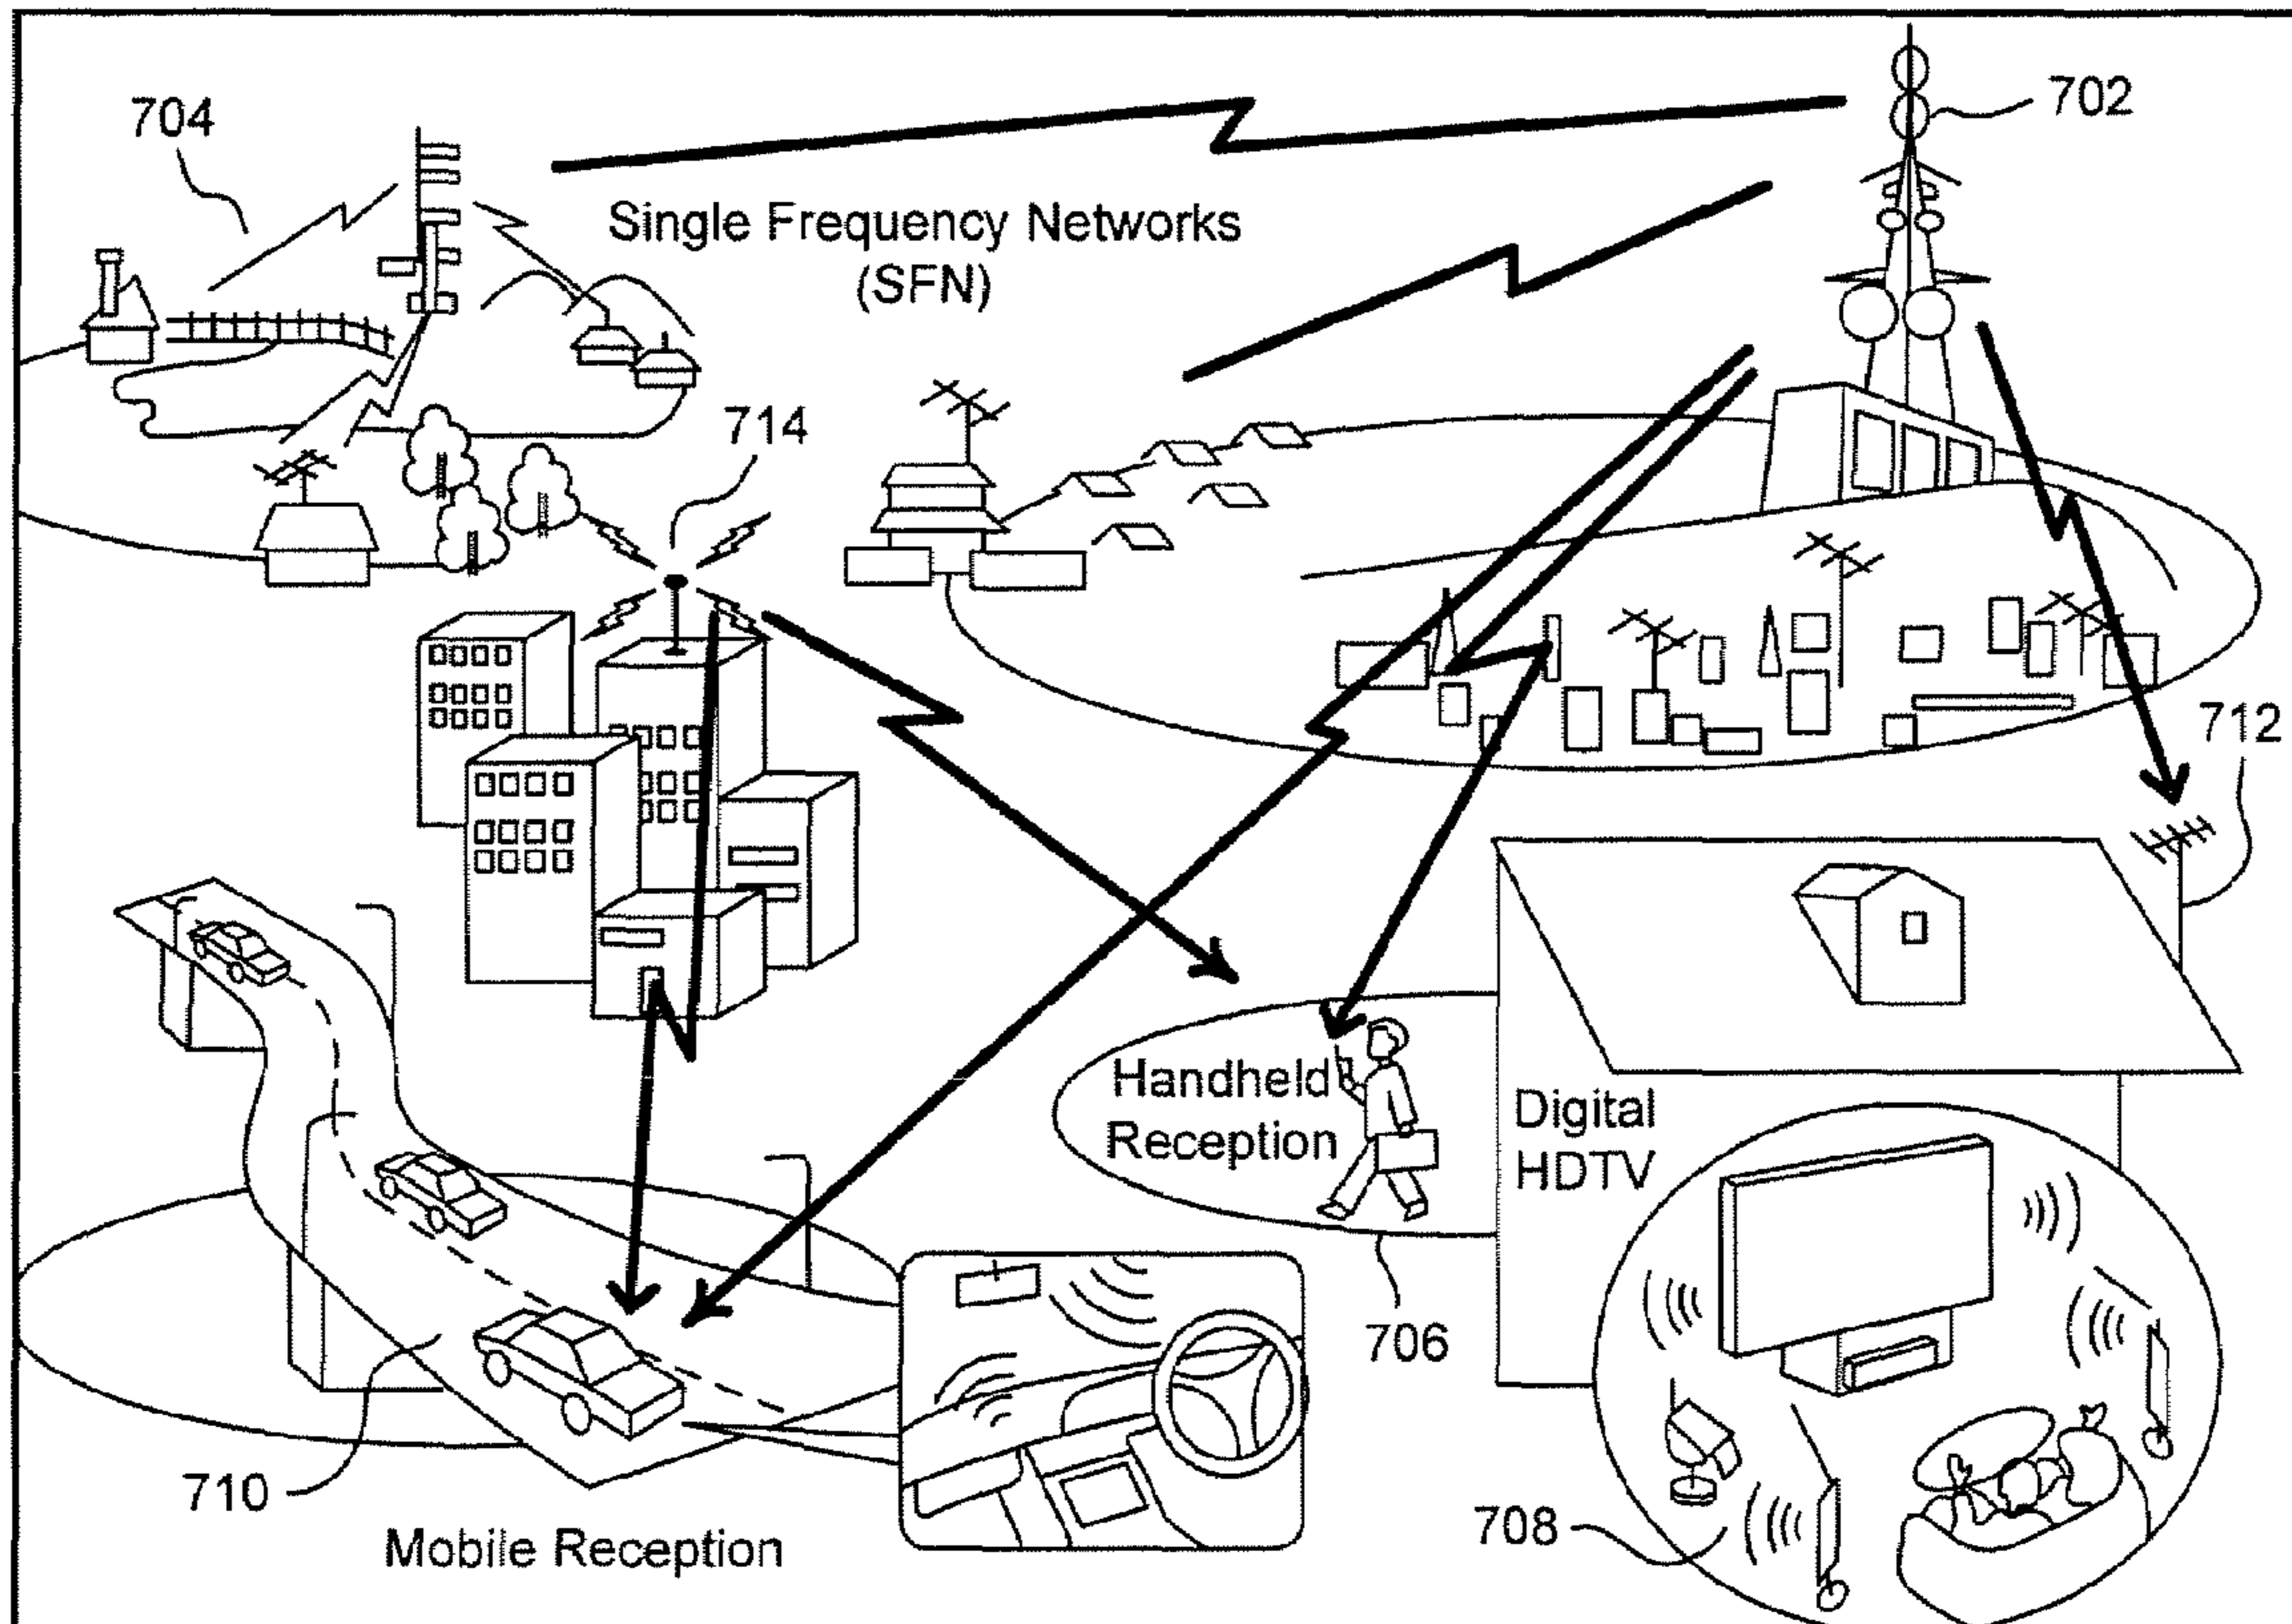 704
702
Single Frequency Networks
(SFN)
714
712
Handheld
Reception
Digital
HDTV
706
710
708
Mobile Reception